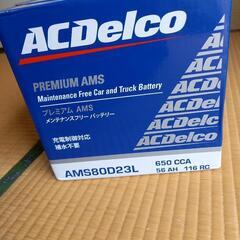 ACDelco
PREMIUM AMS
Maintenance Free Car and Truck Battery
プレミアム AMS
メンテナンスフリー バッテリー
充電制御対応
補水不要
AMS80D23L
650 CCA
56 AH 116 RC
ACDelco
ACDelco
ACDelco
ACDelco